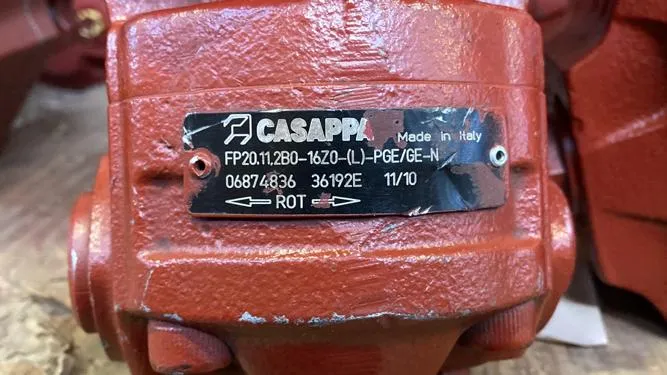 CASAPPA Made in Italy
FP20.11.2B0-16Z0-(L)-PGE/GE-N
06874836 36192E 11/10
ROT